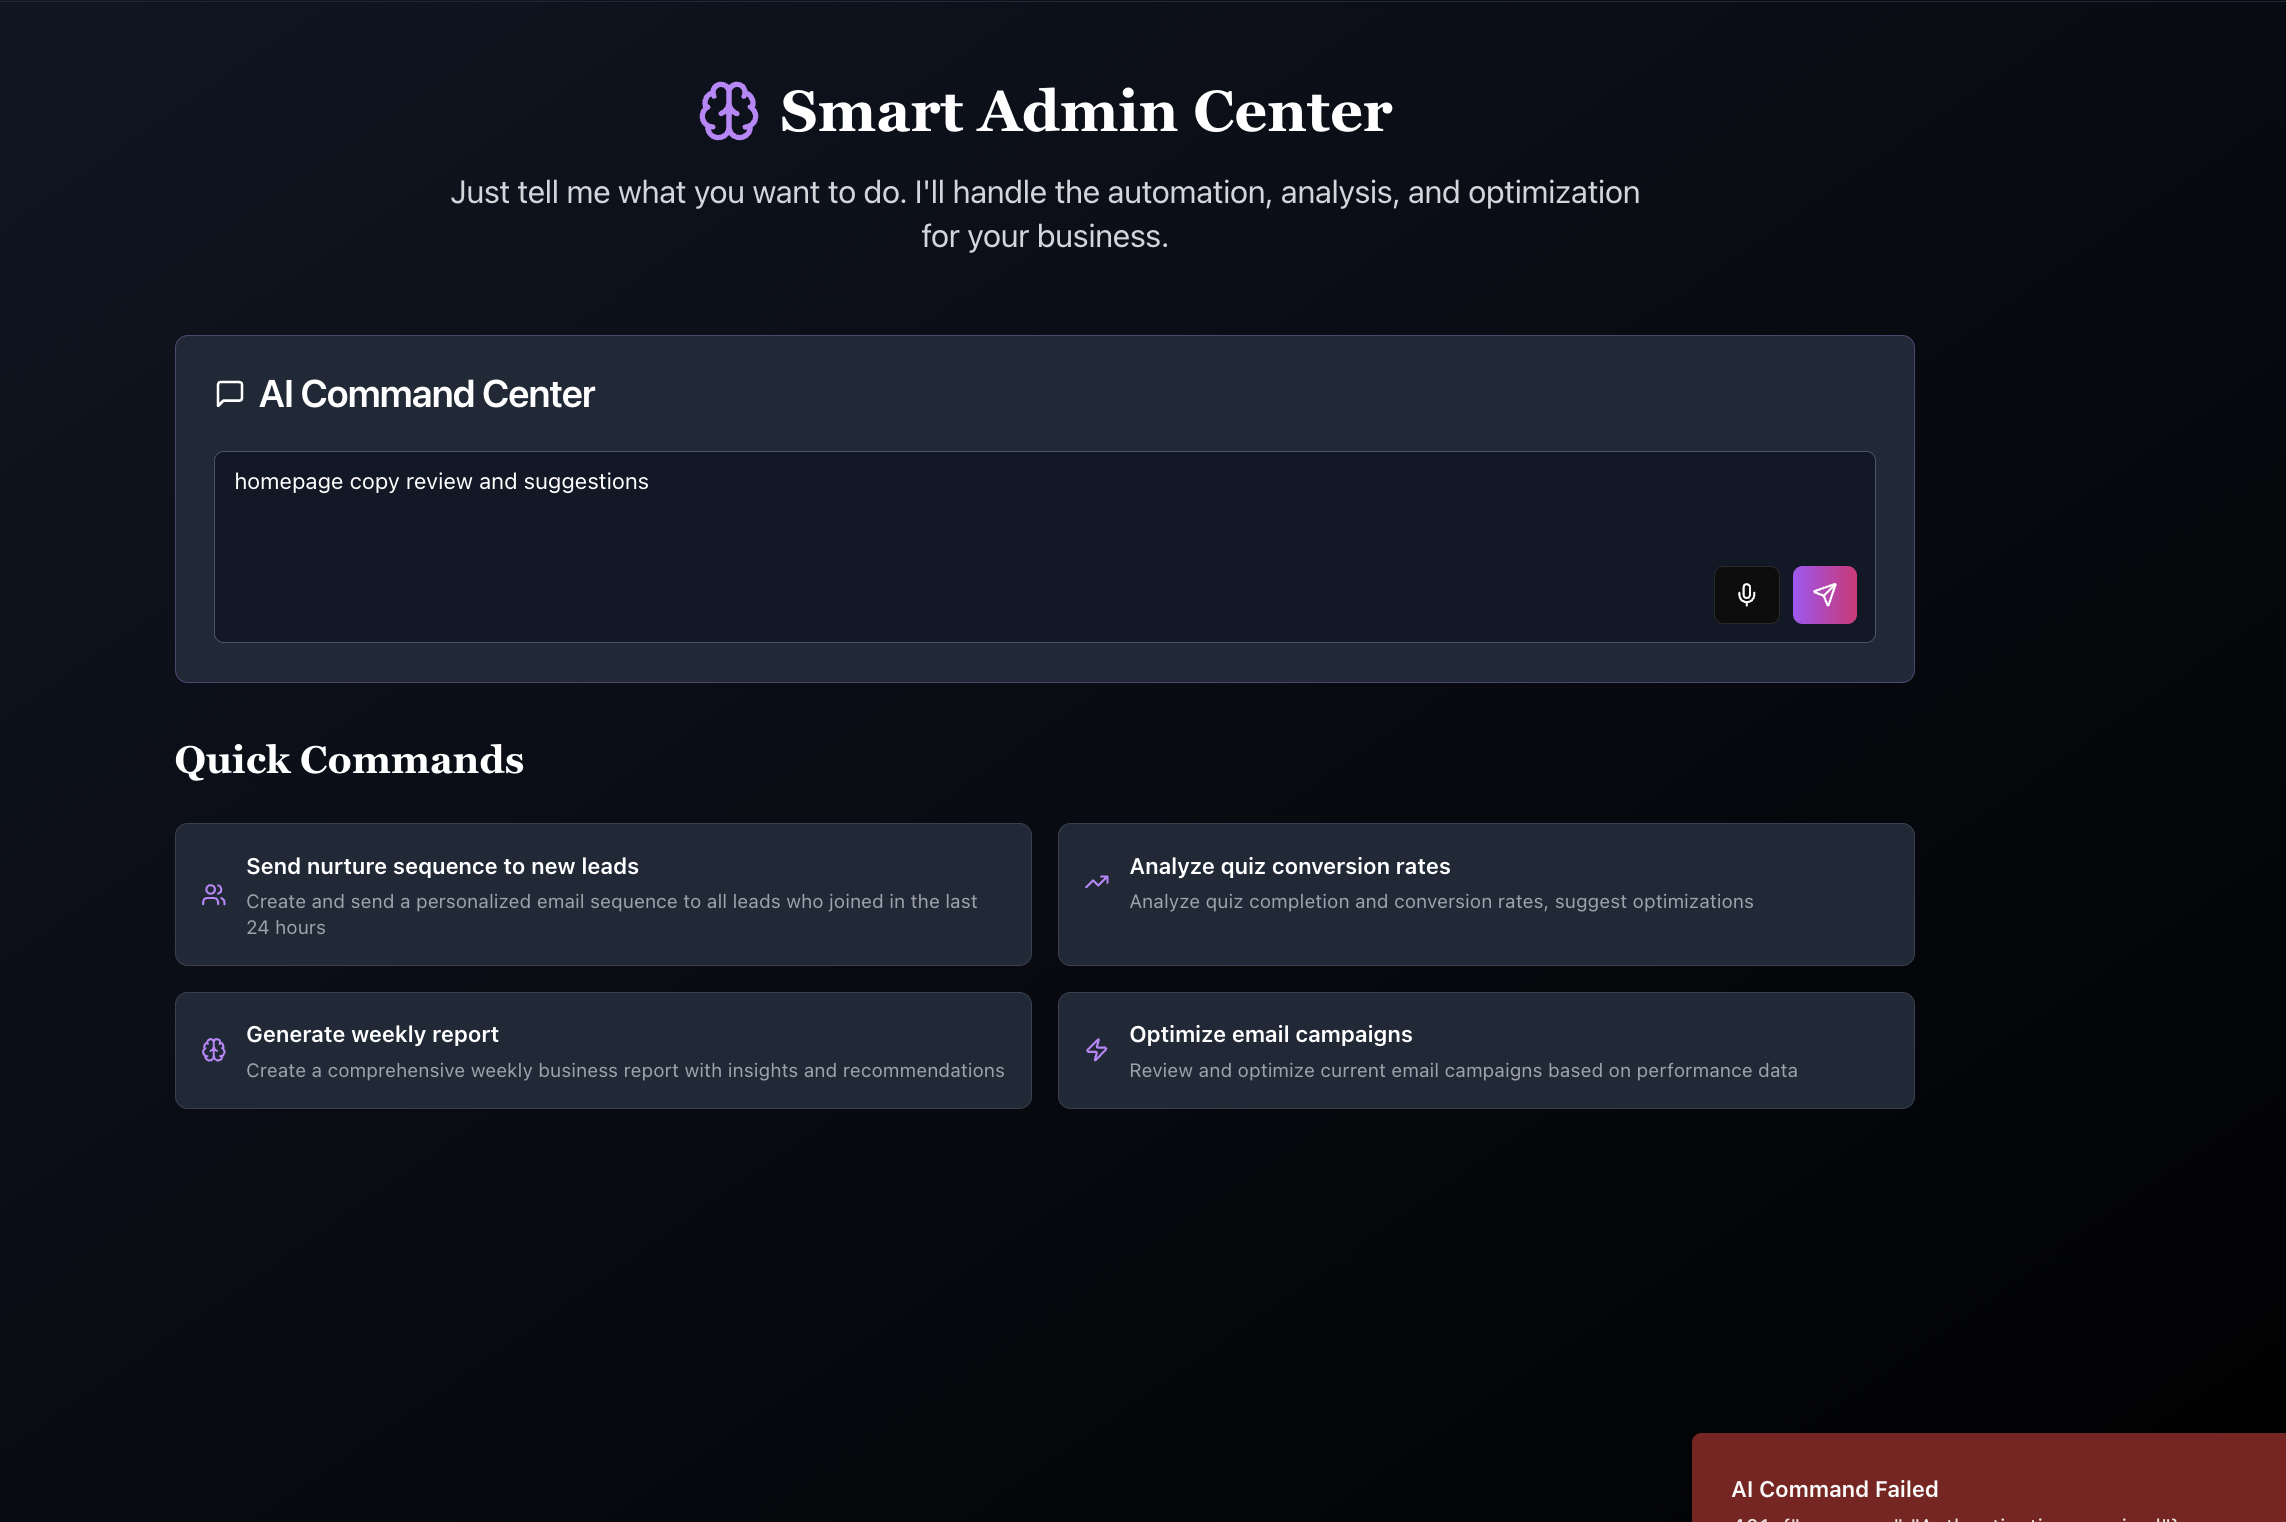 Smart Admin Center
Just tell me what you want to do. I'll handle the automation, analysis, and optimization
for your business.
AI Command Center
homepage copy review and suggestions
Quick Commands
Send nurture sequence to new leads
Create and send a personalized email sequence to all leads who joined in the last
24 hours
Analyze quiz conversion rates
Analyze quiz completion and conversion rates, suggest optimizations
Generate weekly report
Create a comprehensive weekly business report with insights and recommendations
Optimize email campaigns
Review and optimize current email campaigns based on performance data
AI Command Failed